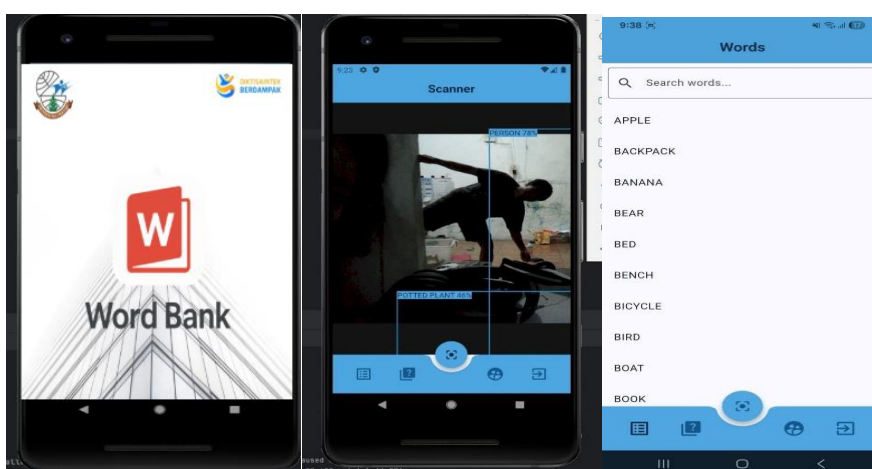 DIKTISAINTEK
BERDAMPAK
W
Word Bank
9:25
Scanner
PERSON 78%
POTTED PLANT 46%
9:38
Words
Search words...
APPLE
BACKPACK
BANANA
BEAR
BED
BENCH
BICYCLE
BIRD
BOAT
BOOK